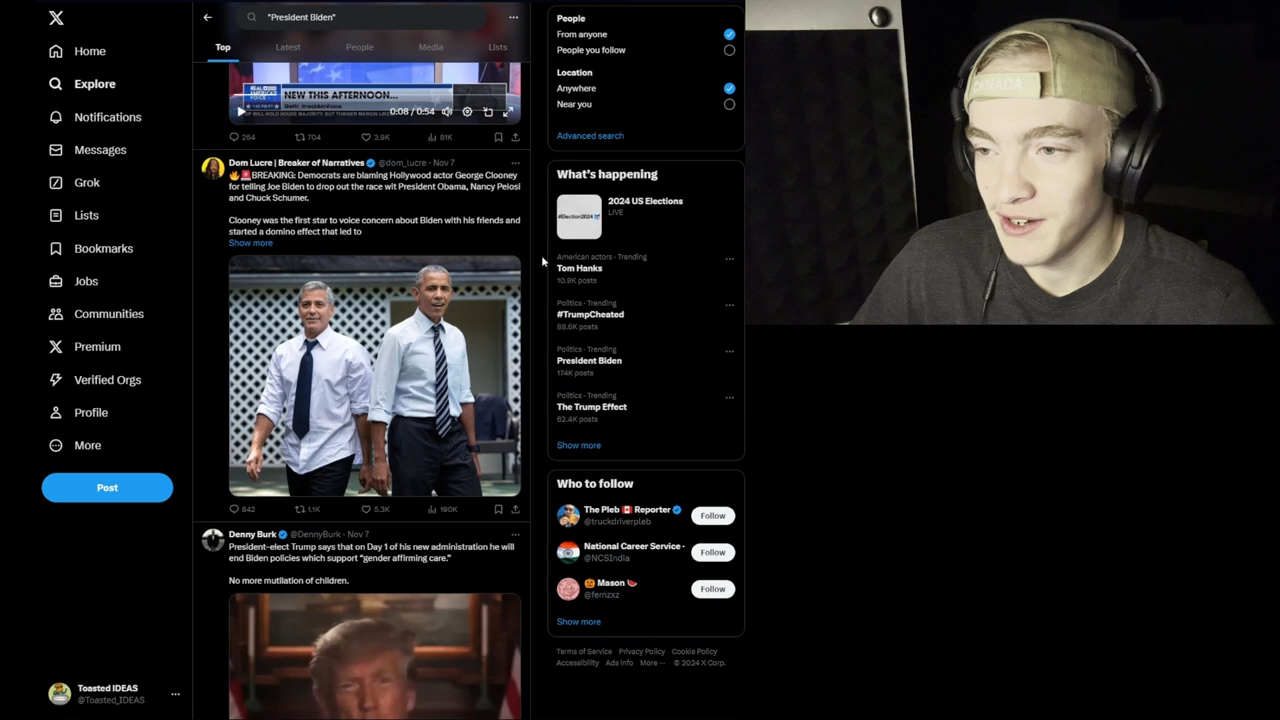 Home
Explore
Notifications
Messages
Grok
Lists
Bookmarks
Jobs
Communities
Premium
Verified Orgs
Profile
More
Post
Toasted IDEAS
@Toasted_IDEAS
"President Biden"
Top Latest People Media Lists
REAL AMERICA'S VOICE
NEW THIS AFTERNOON...
0:08 / 0:54
264 704 3.9K 81K
Dom Lucre | Breaker of Narratives @dom_lucre · Nov 7
🔥🚨BREAKING: Democrats are blaming Hollywood actor George Clooney
for telling Joe Biden to drop out the race wit President Obama, Nancy Pelosi
and Chuck Schumer.
Clooney was the first star to voice concern about Biden with his friends and
started a domino effect that led to
Show more
842 1.1K 5.3K 190K
Denny Burk @DennyBurk · Nov 7
President-elect Trump says that on Day 1 of his new administration he will
end Biden policies which support “gender affirming care.”
No more mutilation of children.
People
From anyone
People you follow
Location
Anywhere
Near you
Advanced search
What's happening
#Election2024
2024 US Elections
LIVE
American actors · Trending
Tom Hanks
10.9K posts
Politics · Trending
#TrumpCheated
88.6K posts
Politics · Trending
President Biden
174K posts
Politics · Trending
The Trump Effect
62.4K posts
Show more
Who to follow
The Pleb 🇨🇦 Reporter
@truckdriverpleb
Follow
National Career Service -
@NCSIndia
Follow
🎃 Mason 🍉
@fernzxz
Follow
Show more
Terms of Service Privacy Policy Cookie Policy
Accessibility Ads info More ··· © 2024 X Corp.
CANADA